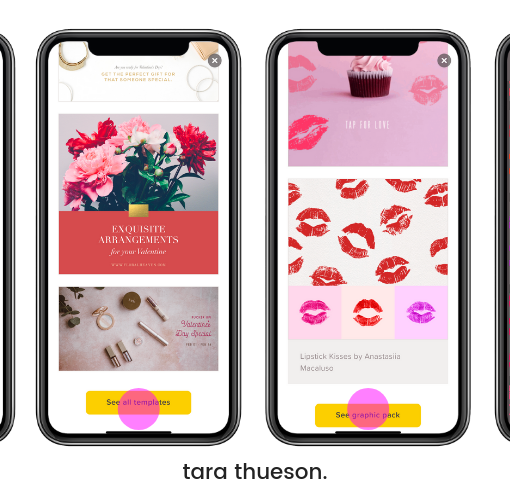 GET THE PERFECT GIFT FOR
THAT SOMEONE SPECIAL.
EXQUISITE
ARRANGEMENTS
for your Valentine
Valentine's
Day Special
See all templates
TAP FOR LOVE
Lipstick Kisses by Anastasiia
Macaluso
See graphic pack
tara thueson.